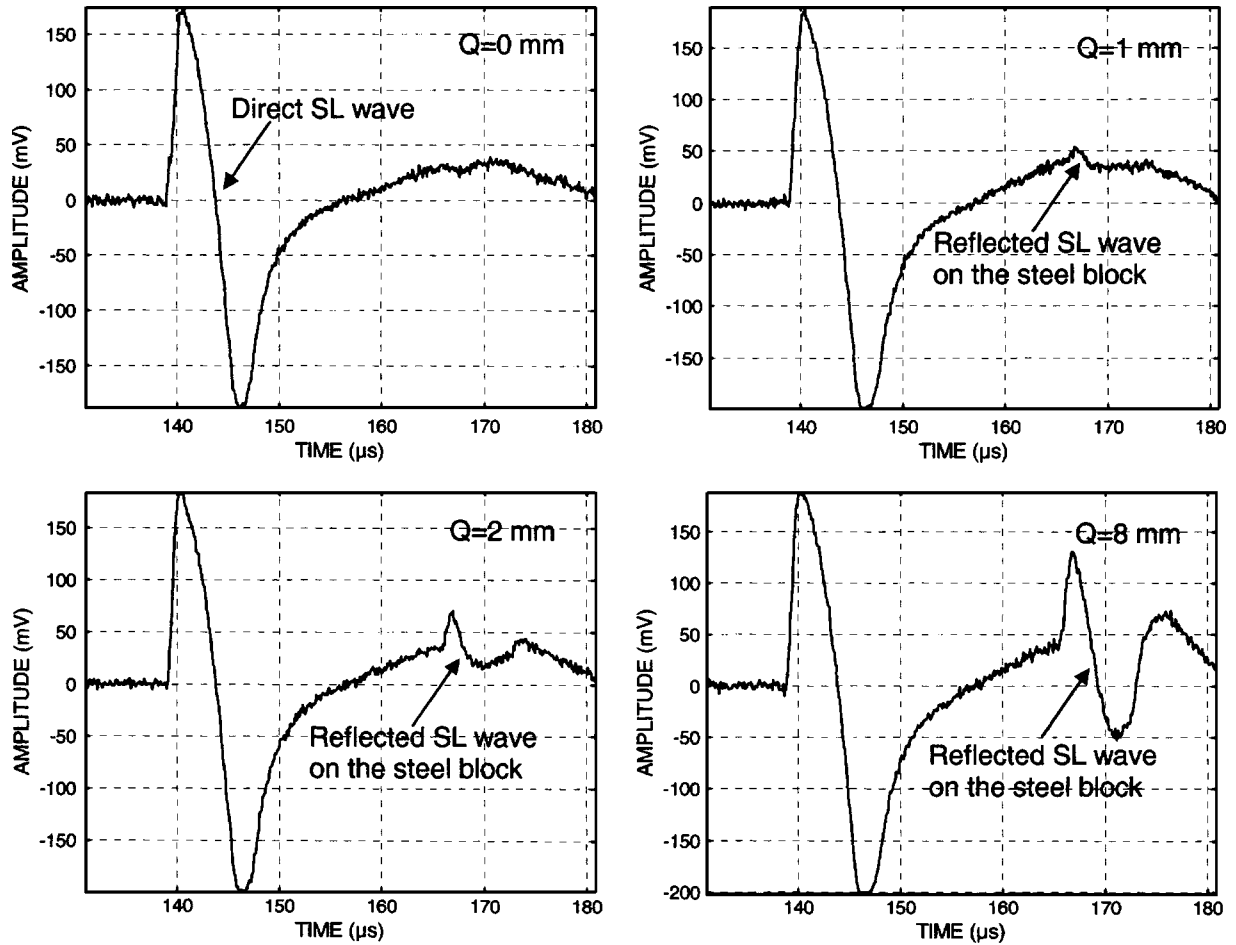 Q=0 mm
Direct SL wave
150
100
50
0
-50
-100
-150
AMPLITUDE (mV)
140
150
160
170
180
TIME (µs)
Q=1 mm
Reflected SL wave
on the steel block
150
100
50
0
-50
-100
-150
AMPLITUDE (mV)
140
150
160
170
180
TIME (µs)
Q=2 mm
Reflected SL wave
on the steel block
150
100
50
0
-50
-100
-150
AMPLITUDE (mV)
140
150
160
170
180
TIME (µs)
Q=8 mm
Reflected SL wave
on the steel block
150
100
50
0
-50
-100
-150
-200
AMPLITUDE (mV)
140
150
160
170
180
TIME (µs)